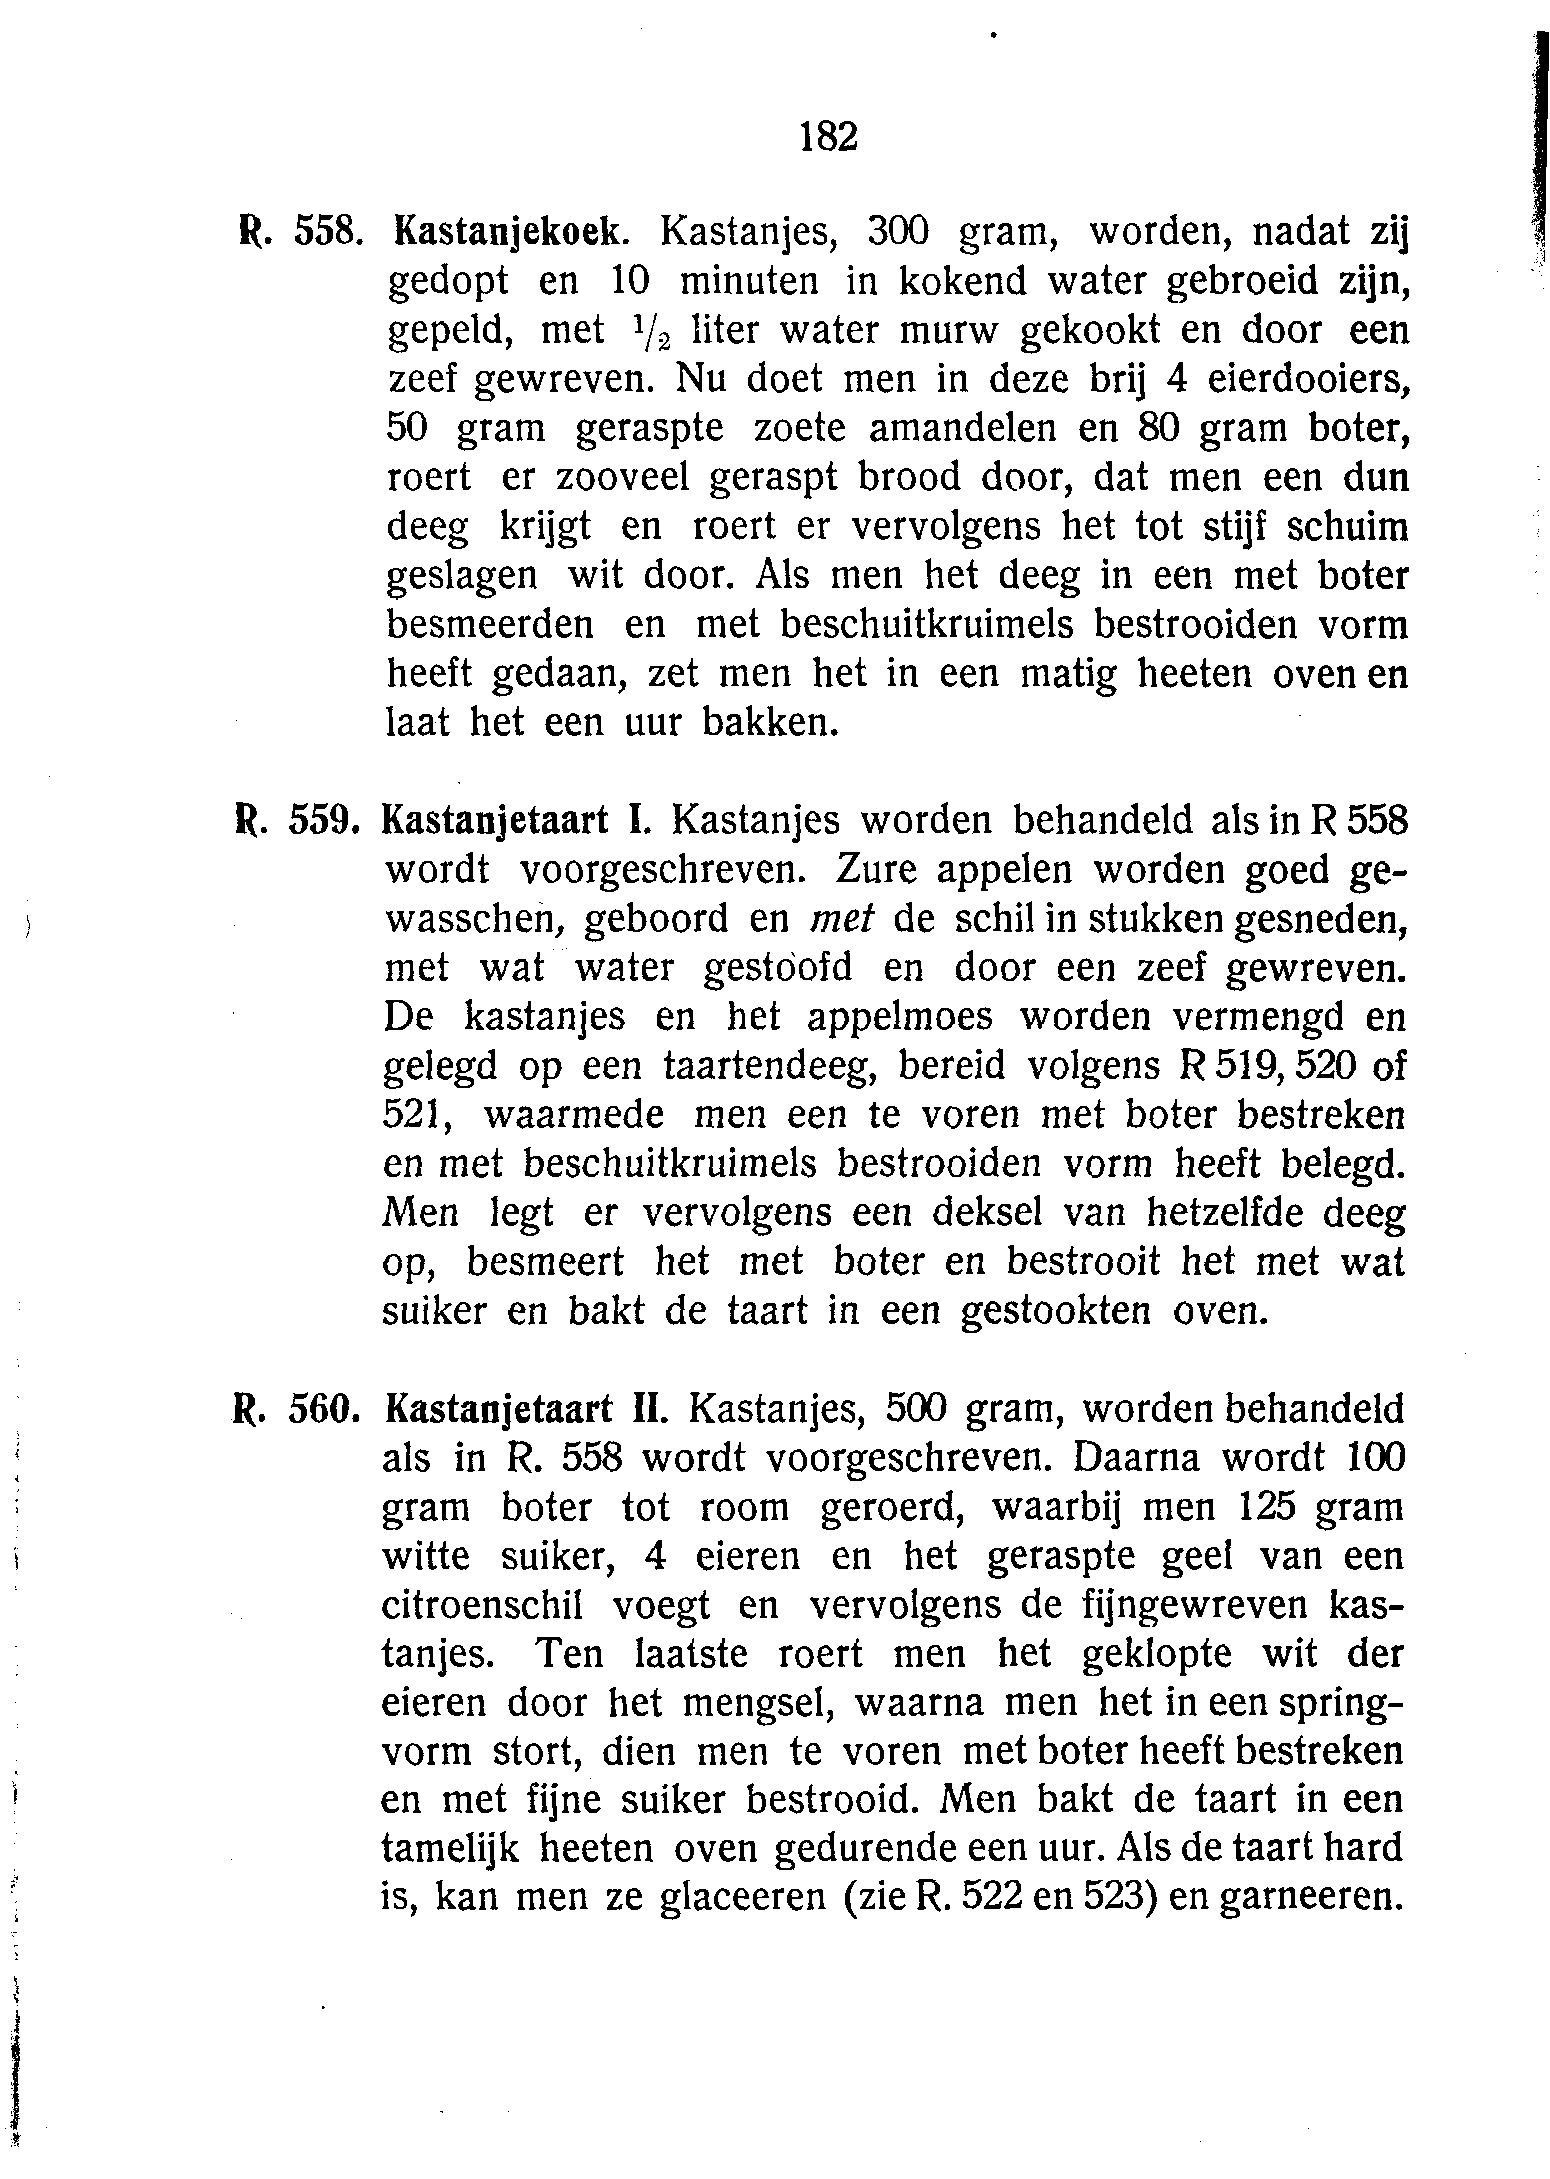 182
R. 558. Kastanjekoek. Kastanjes, 300 gram, worden, nadat zij
gedopt en 10 minuten in kokend water gebroeid zijn,
gepeld, met 1/2 liter water murw gekookt en door een
zeef gewreven. Nu doet men in deze brij 4 eierdooiers,
50 gram geraspte zoete amandelen en 80 gram boter,
roert er zooveel geraspt brood door, dat men een dun
deeg krijgt en roert er vervolgens het tot stijf schuim
geslagen wit door. Als men het deeg in een met boter
besmeerden en met beschuitkruimels bestrooiden vorm
heeft gedaan, zet men het in een matig heeten oven en
laat het een uur bakken.
R. 559. Kastanjetaart I. Kastanjes worden behandeld als in R 558
wordt voorgeschreven. Zure appelen worden goed ge-
wasschen, geboord en met de schil in stukken gesneden,
met wat water gestoofd en door een zeef gewreven.
De kastanjes en het appelmoes worden vermengd en
gelegd op een taartendeeg, bereid volgens R 519, 520 of
521, waarmede men een te voren met boter bestreken
en met beschuitkruimels bestrooiden vorm heeft belegd.
Men legt er vervolgens een deksel van hetzelfde deeg
op, besmeert het met boter en bestrooit het met wat
suiker en bakt de taart in een gestookten oven.
R. 560. Kastanjetaart II. Kastanjes, 500 gram, worden behandeld
als in R. 558 wordt voorgeschreven. Daarna wordt 100
gram boter tot room geroerd, waarbij men 125 gram
witte suiker, 4 eieren en het geraspte geel van een
citroenschil voegt en vervolgens de fijngewreven kas-
tanjes. Ten laatste roert men het geklopte wit der
eieren door het mengsel, waarna men het in een spring-
vorm stort, dien men te voren met boter heeft bestreken
en met fijne suiker bestrooid. Men bakt de taart in een
tamelijk heeten oven gedurende een uur. Als de taart hard
is, kan men ze glaceeren (zie R. 522 en 523) en garneeren.